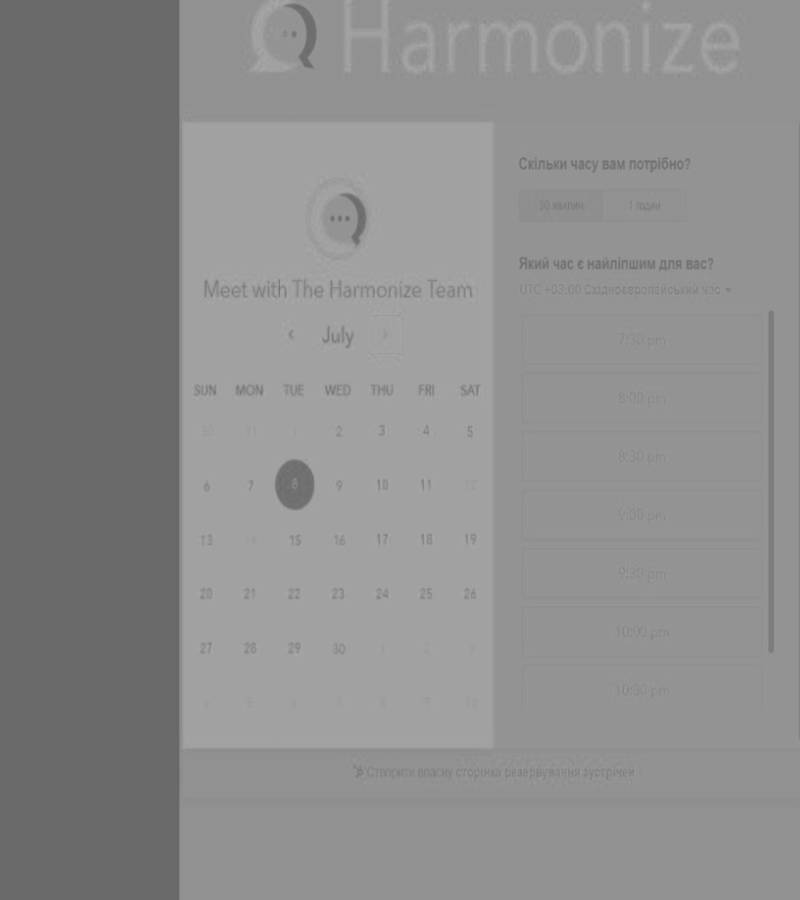 Harmonize
Meet with The Harmonize Team
July
SUN MON TUE WED THU FRI SAT
30 31 1 2 3 4 5
6 7 8 9 10 11 12
13 14 15 16 17 18 19
20 21 22 23 24 25 26
27 28 29 30 1 2 3
4 5 6 7 8 9 10
Скільки часу вам потрібно?
30 хвилин 1 годин
Який час є найліпшим для вас?
UTC +03:00 Східноєвропейський час
7:30 pm
8:00 pm
8:30 pm
9:00 pm
9:30 pm
10:00 pm
10:30 pm
Створити власну сторінка резервування зустрічей